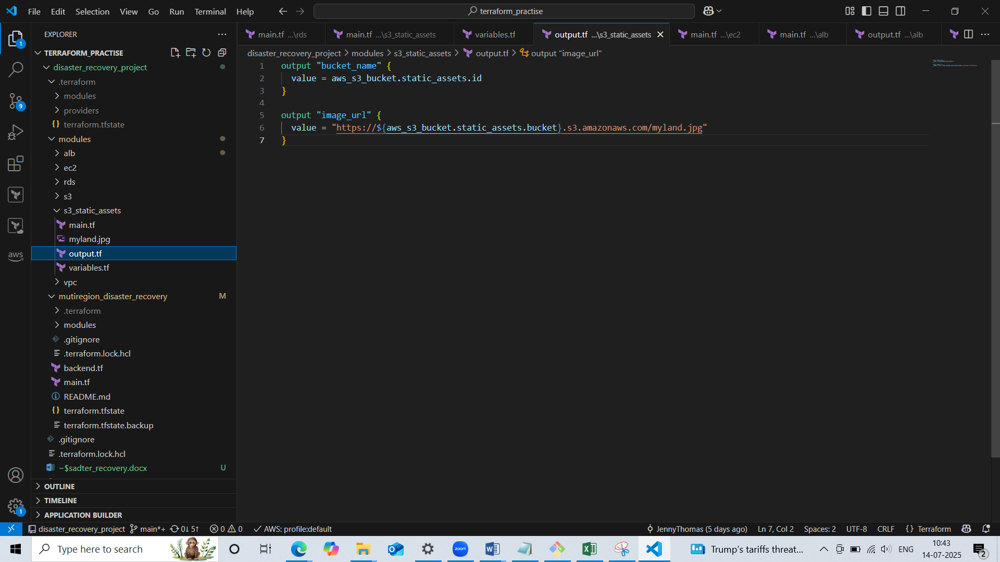 File Edit Selection View Go Run Terminal Help
terraform_practise
EXPLORER
TERRAFORM_PRACTISE
disaster_recovery_project
.terraform
modules
providers
{} terraform.tfstate
modules
alb
ec2
rds
s3
s3_static_assets
main.tf
myland.jpg
output.tf
variables.tf
vpc
mutiregion_disaster_recovery M
.terraform
modules
.gitignore
.terraform.lock.hcl
backend.tf
main.tf
README.md
{} terraform.tfstate
terraform.tfstate.backup
.gitignore
.terraform.lock.hcl
~$sadter_recovery.docx U
OUTLINE
TIMELINE
APPLICATION BUILDER
1
9
aws
1
main.tf ...\rds
main.tf ...\s3_static_assets
variables.tf
output.tf ...\s3_static_assets
main.tf ...\ec2
main.tf ...\alb
output.tf ...\alb
disaster_recovery_project > modules > s3_static_assets > output.tf > output "image_url"
1 output "bucket_name" {
2 value = aws_s3_bucket.static_assets.id
3 }
4
5 output "image_url" {
6 value = "https://${aws_s3_bucket.static_assets.bucket}.s3.amazonaws.com/myland.jpg"
7 }
disaster_recovery_project main*+ 0↓ 5↑ 0 0 AWS: profile:default
JennyThomas (5 days ago) Ln 7, Col 2 Spaces: 2 UTF-8 CRLF {} Terraform
Type here to search
zoom
Trump's tariffs threat...
ENG
10:43
14-07-2025
2